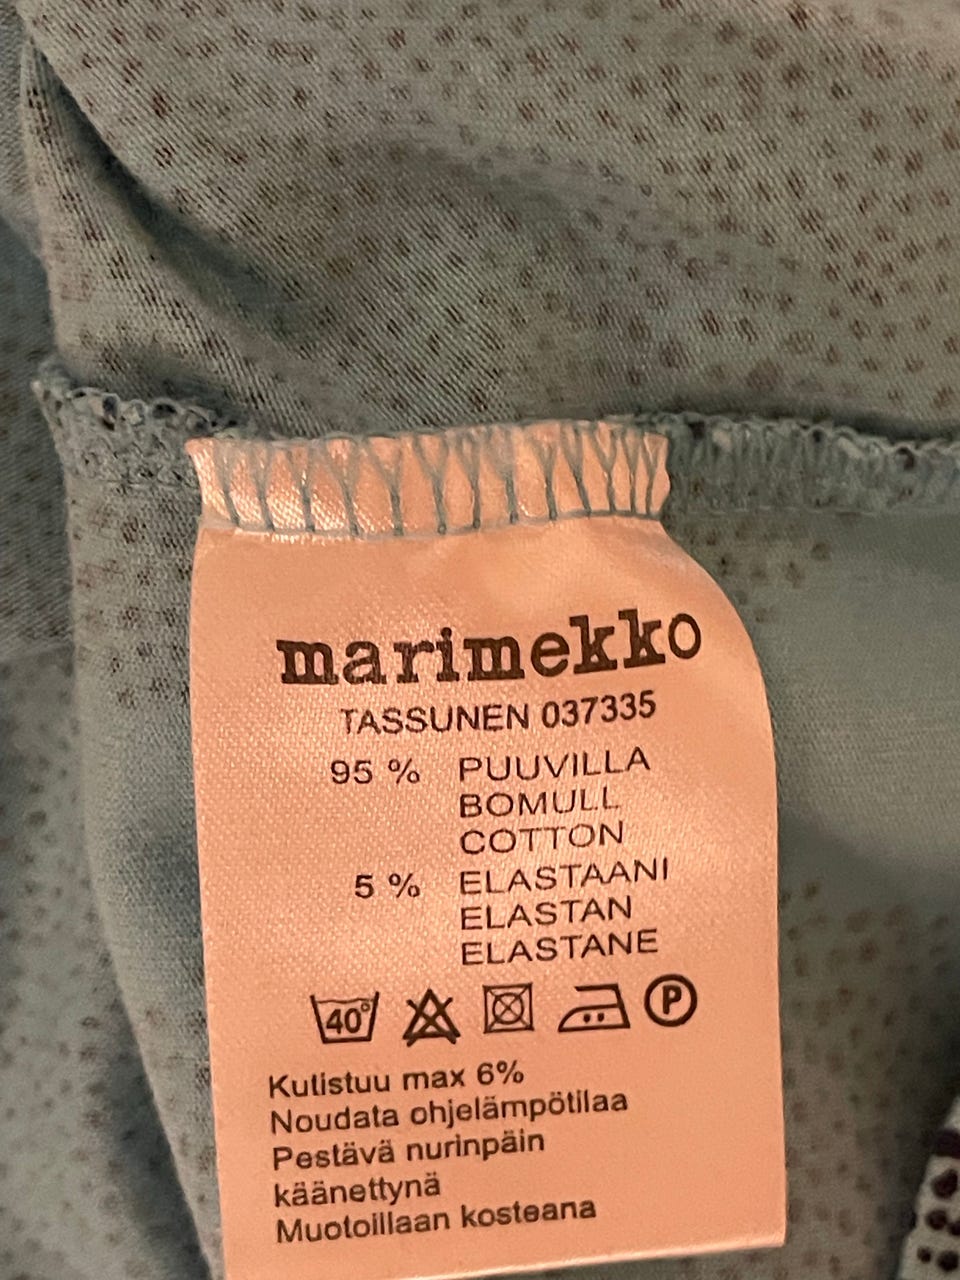 marimekko
TASSUNEN 037335
95 % PUUVILLA
BOMULL
COTTON
5 % ELASTAANI
ELASTAN
ELASTANE
40° P
Kutistuu max 6%
Noudata ohjelämpötilaa
Pestävä nurinpäin
käänettynä
Muotoillaan kosteana